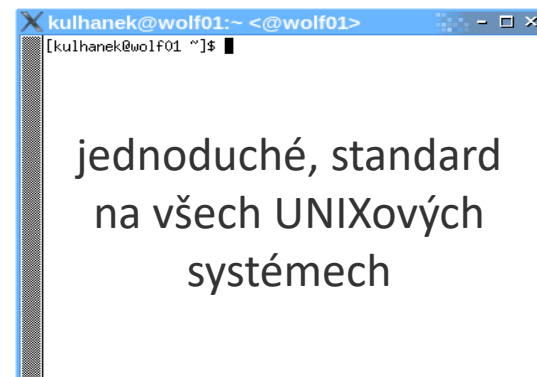 kulhanek@wolf01:~ <@wolf01>
[kulhanek@wolf01 ~]$
jednoduché, standard
na všech UNIXových
systémech